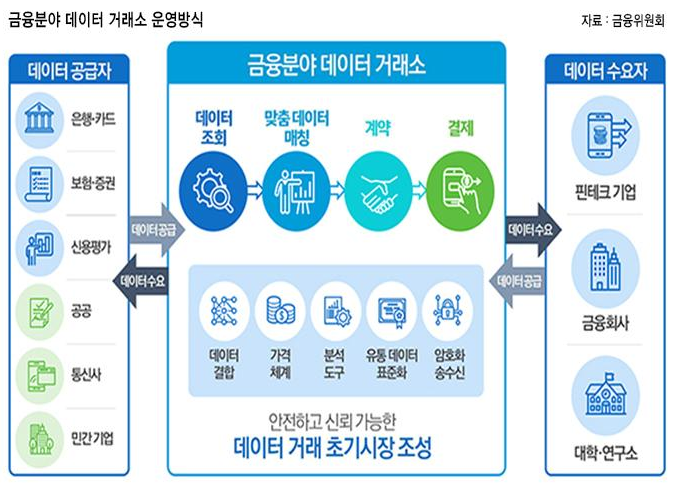 금융분야 데이터 거래소 운영방식
자료 : 금융위원회
데이터 공급자
은행·카드
보험·증권
신용평가
공공
통신사
민간 기업
데이터 공급
데이터 수요
금융분야 데이터 거래소
데이터
조회
맞춤 데이터
매칭
계약
결제
데이터
결합
가격
체계
분석
도구
유통 데이터
표준화
암호화
송수신
안전하고 신뢰 가능한
데이터 거래 초기시장 조성
데이터 수요
데이터 공급
데이터 수요자
핀테크 기업
금융회사
대학·연구소